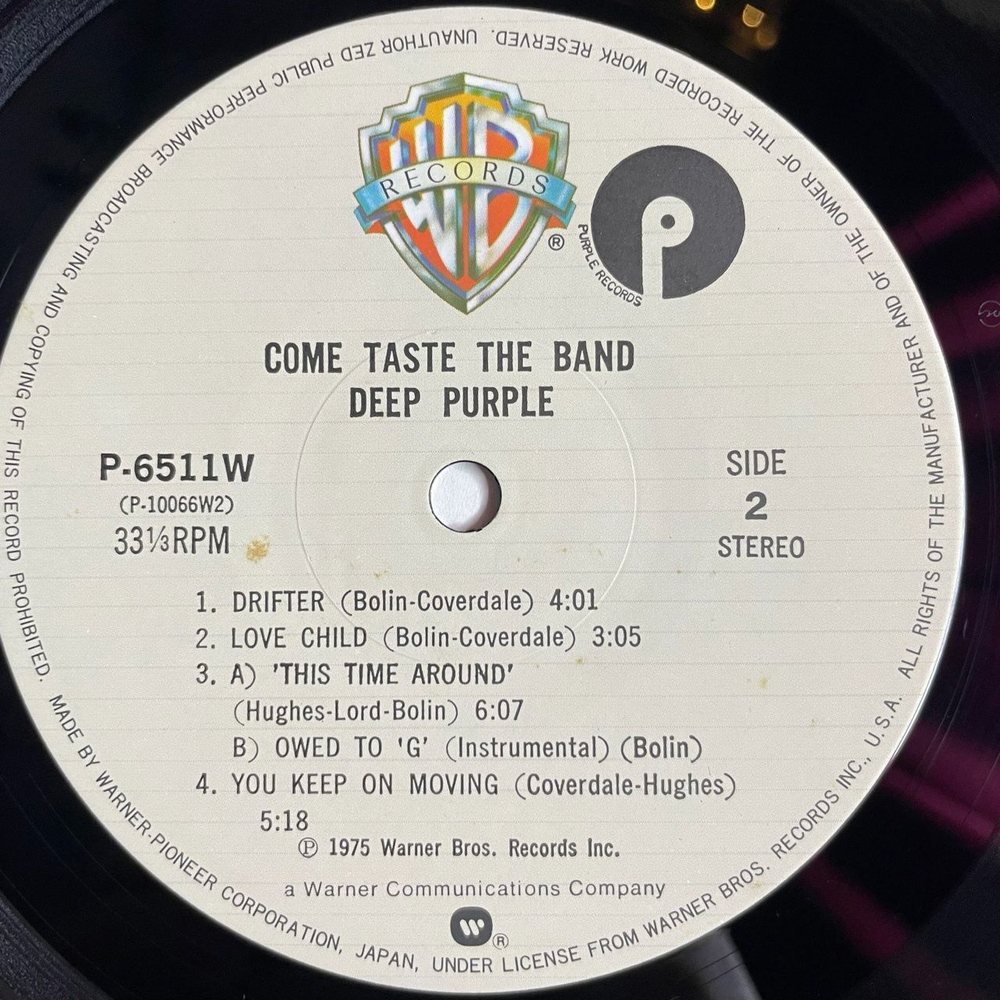 WB
RECORDS
®
P
PURPLE RECORDS
COME TASTE THE BAND
DEEP PURPLE
P-6511W
(P-10066W2)
33⅓RPM
SIDE
2
STEREO
1. DRIFTER (Bolin-Coverdale) 4:01
2. LOVE CHILD (Bolin-Coverdale) 3:05
3. A) 'THIS TIME AROUND'
(Hughes-Lord-Bolin) 6:07
B) OWED TO 'G' (Instrumental) (Bolin)
4. YOU KEEP ON MOVING (Coverdale-Hughes)
5:18
℗ 1975 Warner Bros. Records Inc.
a Warner Communications Company
®
ALL RIGHTS OF THE MANUFACTURER AND OF THE OWNER OF THE RECORDED WORK RESERVED. UNAUTHOR ZED PUBLIC PERFORMANCE BROADCASTING AND COPYING OF THIS RECORD PROHIBITED.
MADE BY WARNER-PIONEER CORPORATION, JAPAN, UNDER LICENSE FROM WARNER BROS. RECORDS INC., U.S.A.